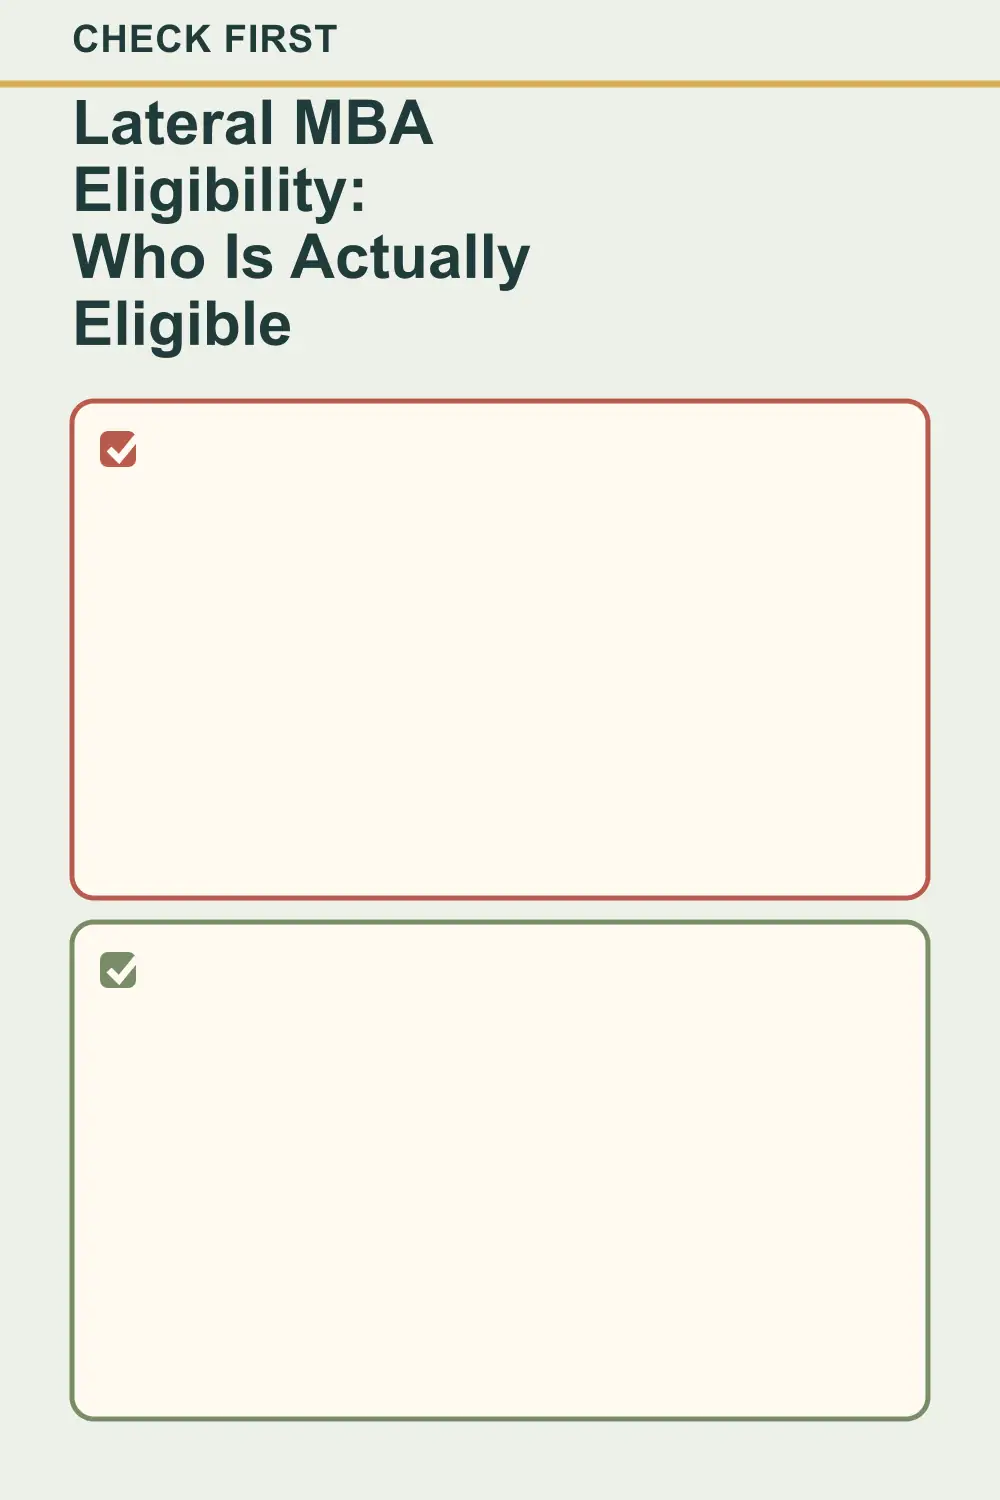 CHECK FIRST
Lateral MBA
Eligibility:
Who Is Actually
Eligible